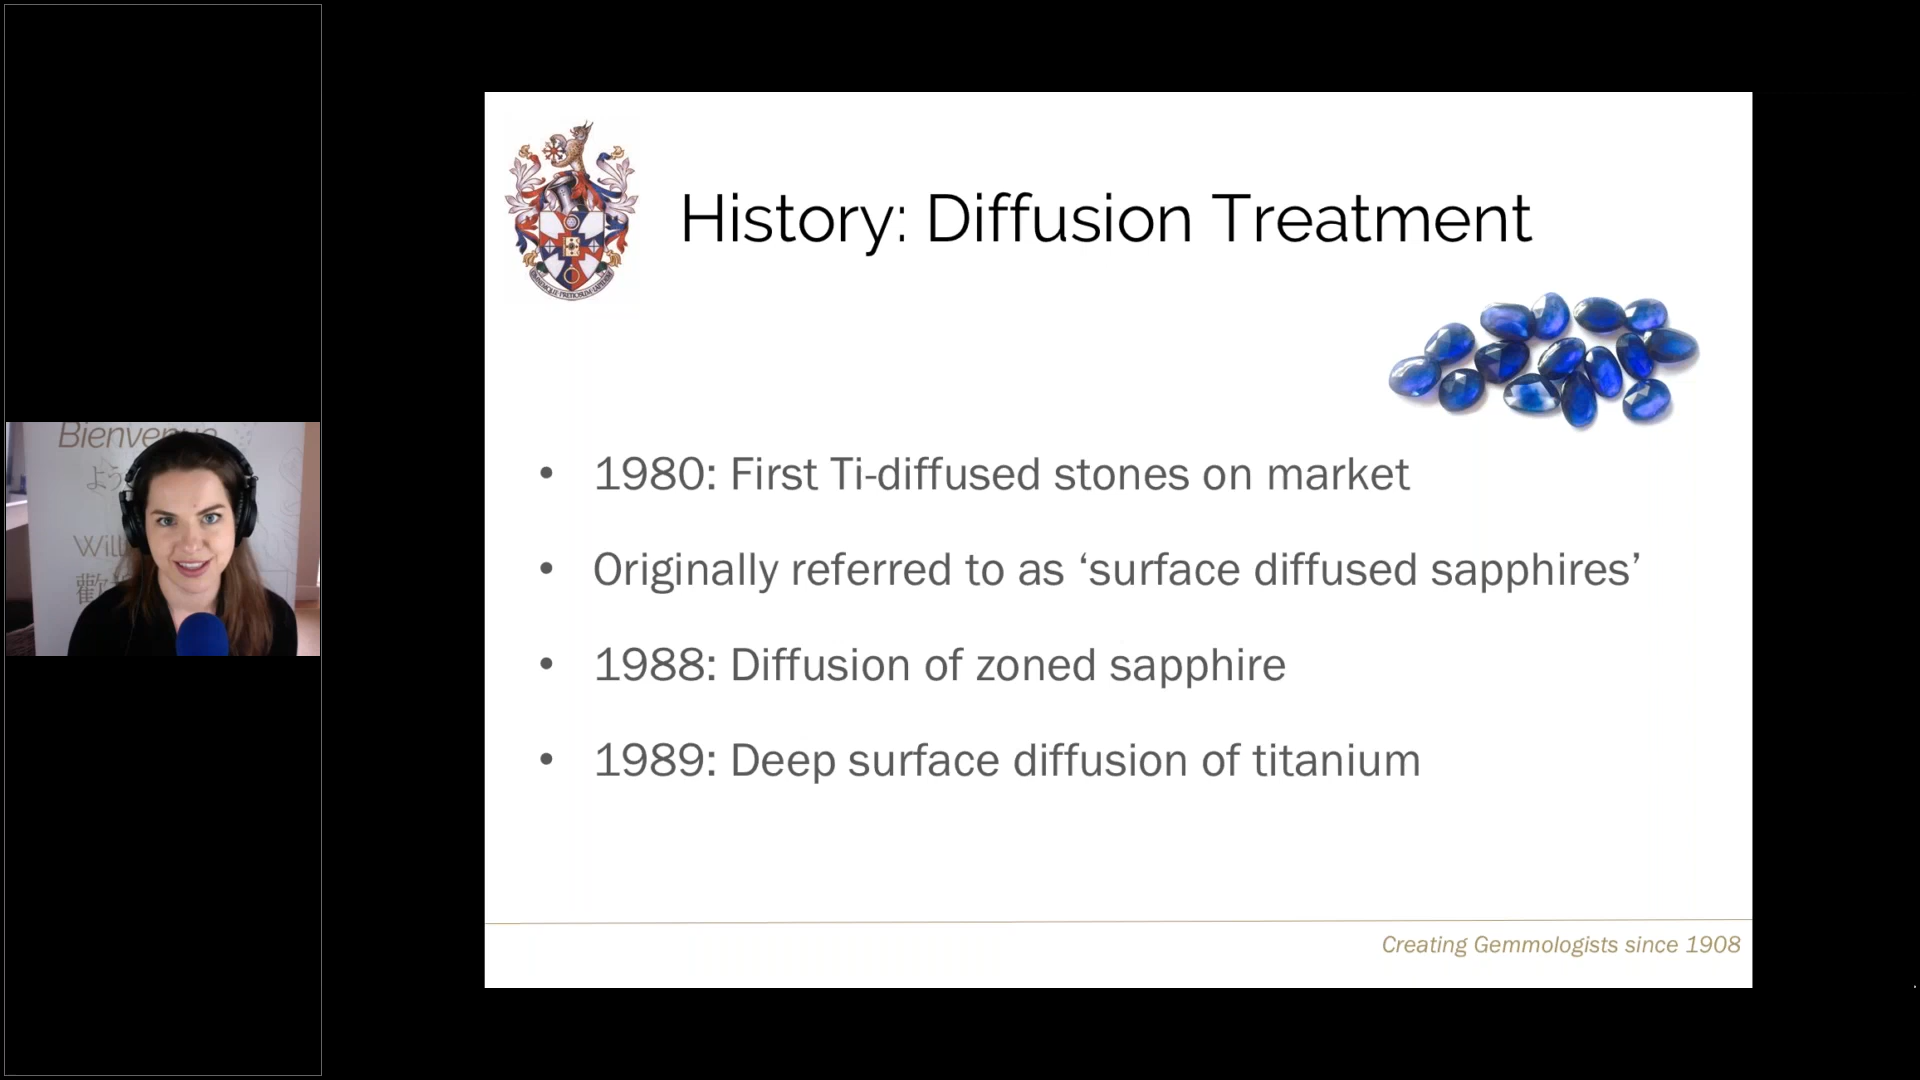 History: Diffusion Treatment
• 1980: First Ti-diffused stones on market
• Originally referred to as ‘surface diffused sapphires’
• 1988: Diffusion of zoned sapphire
• 1989: Deep surface diffusion of titanium
Creating Gemmologists since 1908